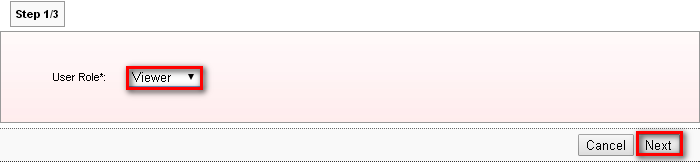 Step 1/3
User Role*: Viewer
Cancel Next